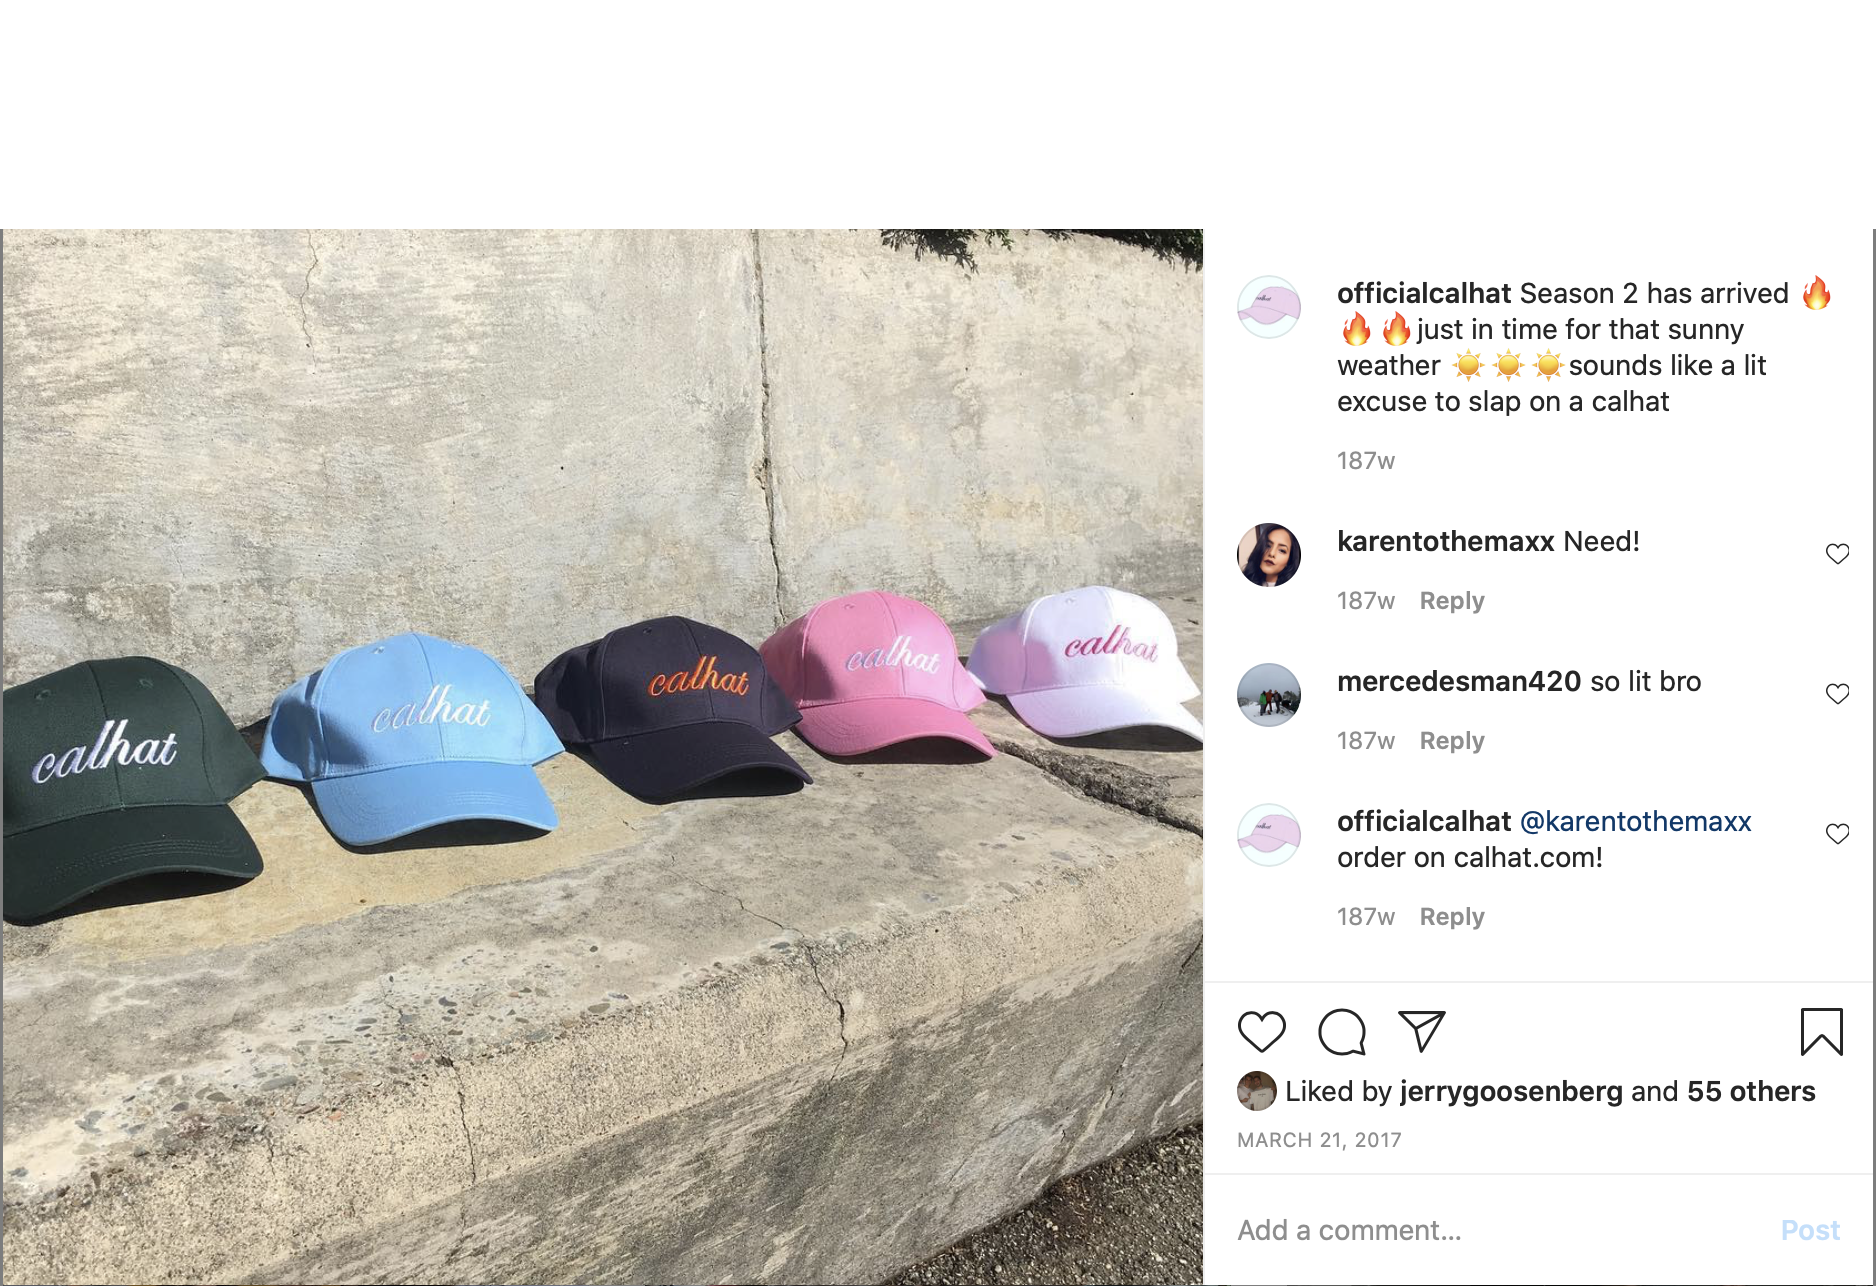 calhat
calhat
calhat
calhat
calhat
officialcalhat Season 2 has arrived 🔥
🔥🔥just in time for that sunny
weather ☀️☀️☀️sounds like a lit
excuse to slap on a calhat
187w
karentothemaxx Need!
187w Reply
mercedesman420 so lit bro
187w Reply
officialcalhat @karentothemaxx
order on calhat.com!
187w Reply
Liked by jerrygoosenberg and 55 others
MARCH 21, 2017
Add a comment...
Post